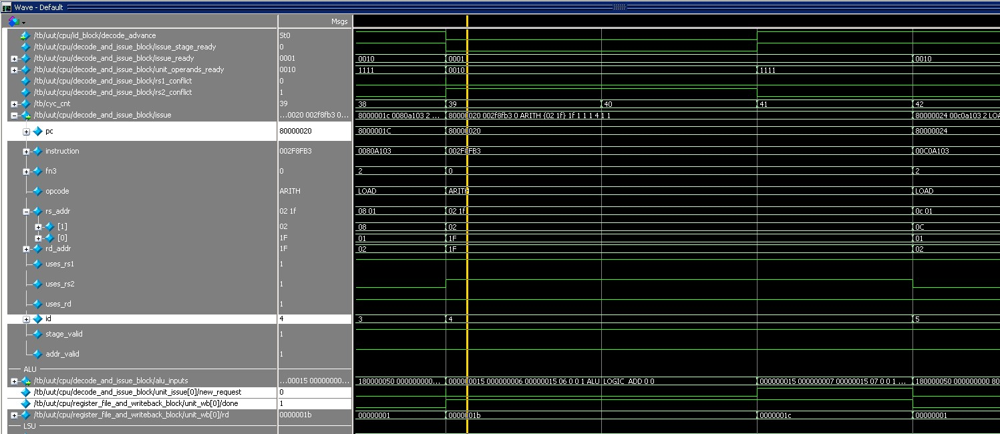 Wave - Default
Msgs
/tb/uut/cpu/id_block/decode_advance St0
/tb/uut/cpu/decode_and_issue_block/issue_stage_ready 0
/tb/uut/cpu/decode_and_issue_block/issue_ready 0001 0010 0001 0010
/tb/uut/cpu/decode_and_issue_block/unit_operands_ready 0010 1111 0010 1111
/tb/uut/cpu/decode_and_issue_block/rs1_conflict 0
/tb/uut/cpu/decode_and_issue_block/rs2_conflict 1
/tb/cyc_cnt 39 38 39 40 41 42
/tb/uut/cpu/decode_and_issue_block/issue ...0020 002f8fb3 0... 8000001c 0080a103 2 ... 80000020 002f8fb3 0 ARITH {02 1f} 1f 1 1 1 4 1 1 80000024 00c0a103 2 LOA
pc 80000020 8000001C 80000020 80000024
instruction 002F8FB3 0080A103 002F8FB3 00C0A103
fn3 0 2 0 2
opcode ARITH LOAD ARITH LOAD
rs_addr 02 1f 08 01 02 1f 0c 01
[1] 02 08 02 0C
[0] 1F 01 1F 01
rd_addr 1F 02 1F 02
uses_rs1 1
uses_rs2 1
uses_rd 1
id 4 3 4 5
stage_valid 1
addr_valid 1
ALU
/tb/uut/cpu/decode_and_issue_block/alu_inputs ...00015 00000000... 180000050 000000000... 000000015 000000006 00000015 06 0 0 1 ALU_LOGIC_ADD 0 0 000000015 000000007 00000015 07 0 0 1 ... 180000050 000000000 80
/tb/uut/cpu/decode_and_issue_block/unit_issue[0]/new_request 0
/tb/uut/cpu/register_file_and_writeback_block/unit_wb[0]/done 1
/tb/uut/cpu/register_file_and_writeback_block/unit_wb[0]/rd 0000001b 00000001 0000001b 0000001c 00000001
LSU